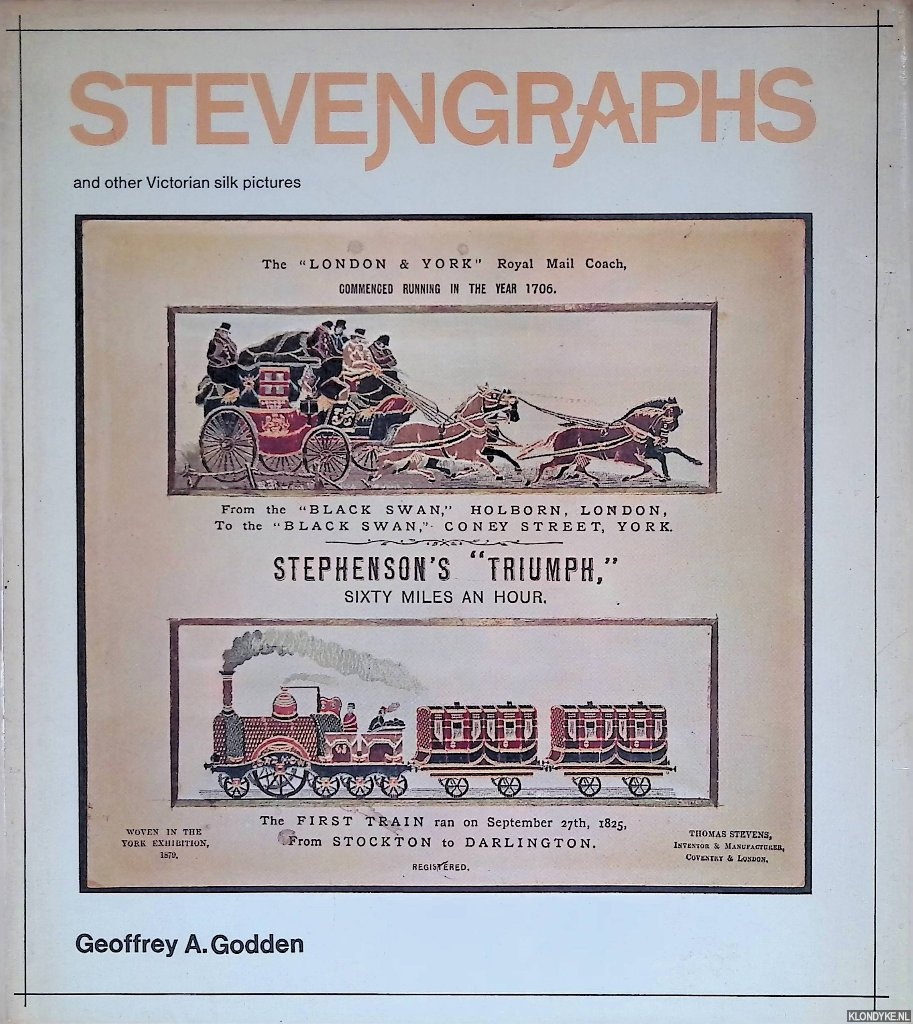 STEVENGRAPHS
and other Victorian silk pictures
The "LONDON & YORK" Royal Mail Coach,
COMMENCED RUNNING IN THE YEAR 1706.
From the "BLACK SWAN," HOLBORN, LONDON,
To the "BLACK SWAN," CONEY STREET, YORK.
STEPHENSON'S "TRIUMPH,"
SIXTY MILES AN HOUR.
The FIRST TRAIN ran on September 27th, 1825,
From STOCKTON to DARLINGTON.
WOVEN IN THE
YORK EXHIBITION,
1879.
THOMAS STEVENS,
INVENTOR & MANUFACTURER,
COVENTRY & LONDON.
REGISTERED.
Geoffrey A. Godden
KLONDYKE.NL